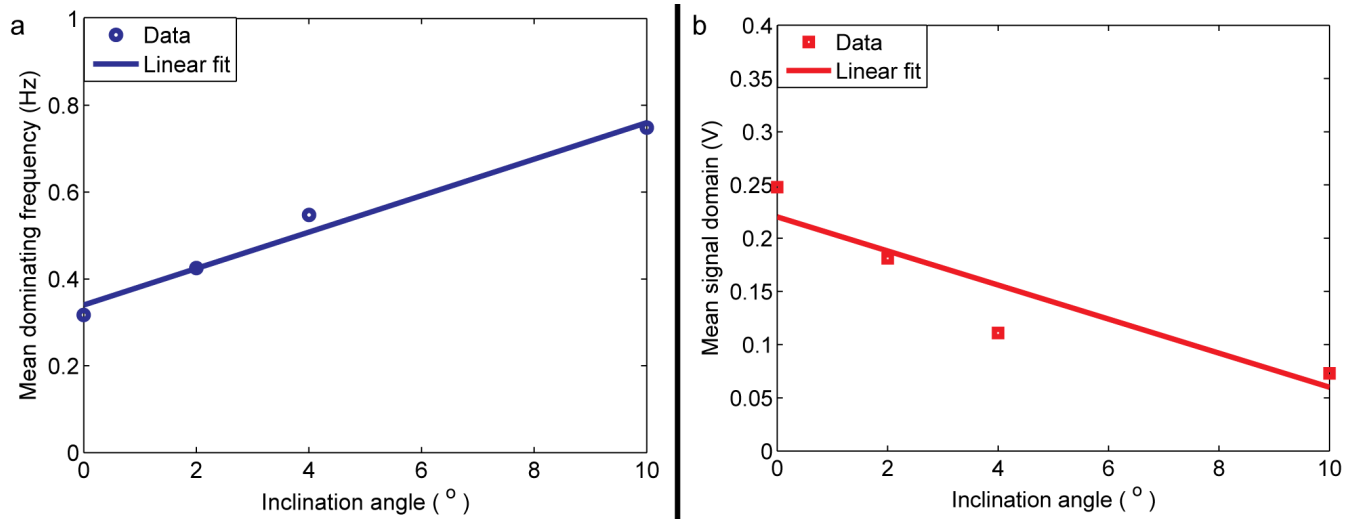 a
Data
Linear fit
1
0.8
0.6
0.4
0.2
0
0
2
4
6
8
10
Mean dominating frequency (Hz)
Inclination angle ( o )
b
Data
Linear fit
0.4
0.35
0.3
0.25
0.2
0.15
0.1
0.05
0
0
2
4
6
8
10
Mean signal domain (V)
Inclination angle ( o )